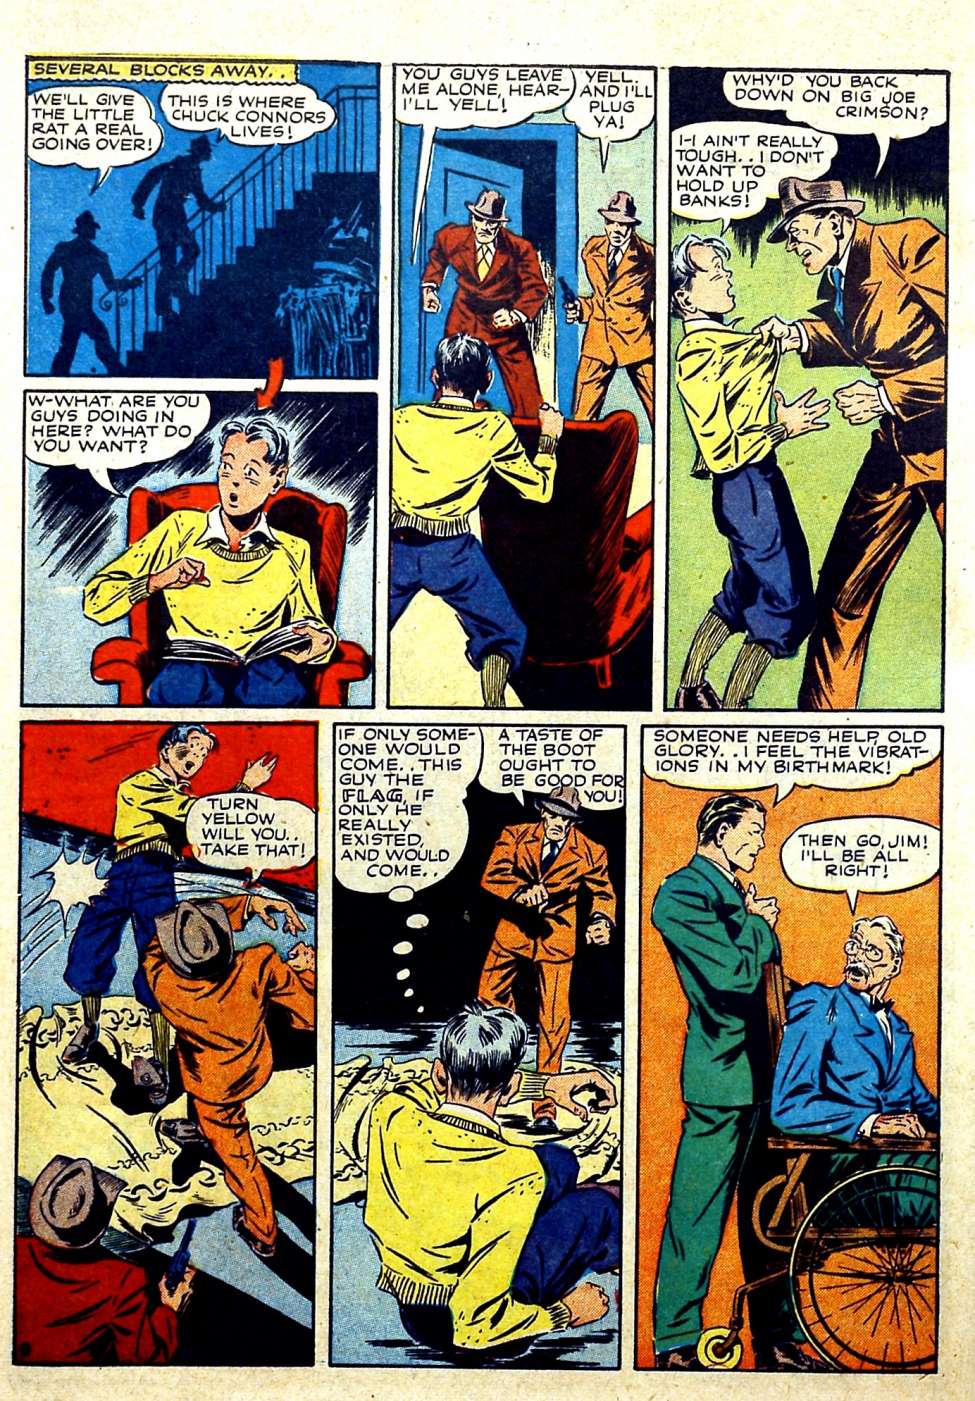 SEVERAL BLOCKS AWAY..
WE'LL GIVE
THE LITTLE
RAT A REAL
GOING OVER!
THIS IS WHERE
CHUCK CONNORS
LIVES!
W-WHAT ARE YOU
GUYS DOING IN
HERE? WHAT DO
YOU WANT?
YOU GUYS LEAVE
ME ALONE, HEAR-
I'LL YELL!
YELL.
AND I'LL
PLUG
YA!
WHY'D YOU BACK
DOWN ON BIG JOE
CRIMSON?
I-I AIN'T REALLY
TOUGH.. I DON'T
WANT TO
HOLD UP
BANKS!
TURN
YELLOW
WILL YOU..
TAKE THAT!
IF ONLY SOME-
ONE WOULD
COME.. THIS
GUY THE
FLAG, IF
ONLY HE
REALLY
EXISTED,
AND WOULD
COME..
A TASTE OF
THE BOOT
OUGHT TO
BE GOOD FOR
YOU!
SOMEONE NEEDS HELP, OLD
GLORY.. I FEEL THE VIBRAT-
IONS IN MY BIRTHMARK!
THEN GO, JIM!
I'LL BE ALL
RIGHT!